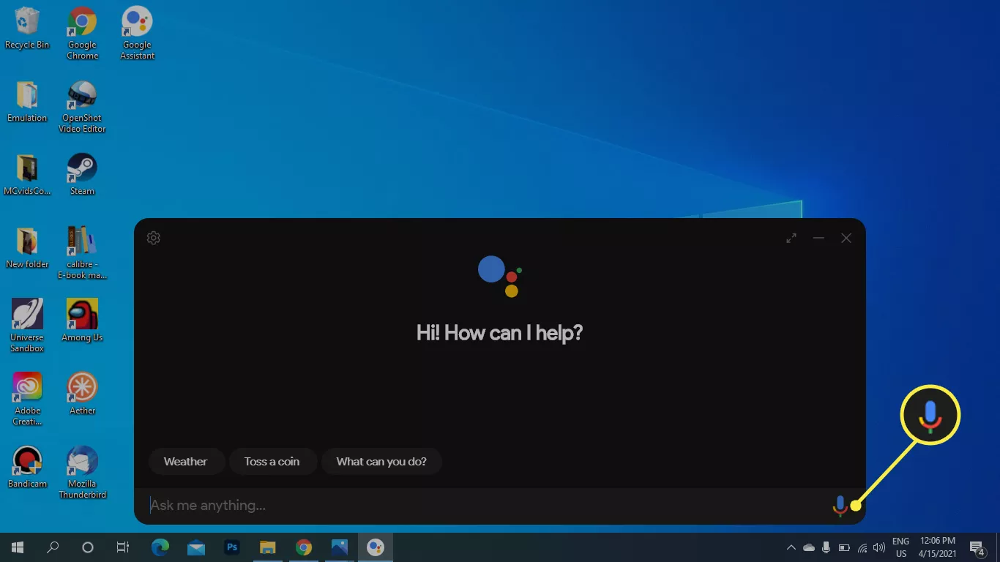 Recycle Bin
Google
Chrome
Google
Assistant
Emulation
OpenShot
Video Editor
MCvidsCo...
Steam
New folder
calibre -
E-book ma...
Universe
Sandbox
Among Us
Adobe
Creati...
Aether
Bandicam
Mozilla
Thunderbird
Hi! How can I help?
Weather
Toss a coin
What can you do?
Ask me anything...
Ps
ENG
US
12:06 PM
4/15/2021
4